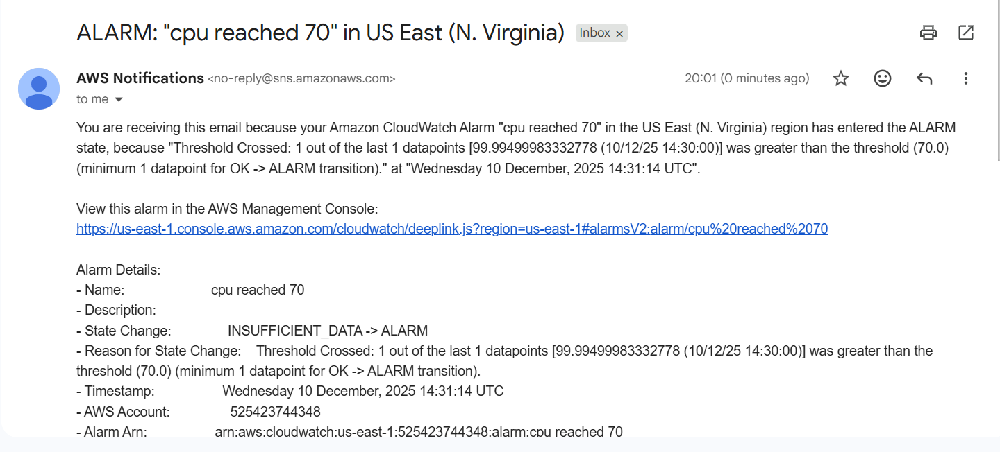 ALARM: "cpu reached 70" in US East (N. Virginia) Inbox ×
AWS Notifications <no-reply@sns.amazonaws.com> 20:01 (0 minutes ago)
to me
You are receiving this email because your Amazon CloudWatch Alarm "cpu reached 70" in the US East (N. Virginia) region has entered the ALARM
state, because "Threshold Crossed: 1 out of the last 1 datapoints [99.99499983332778 (10/12/25 14:30:00)] was greater than the threshold (70.0)
(minimum 1 datapoint for OK -> ALARM transition)." at "Wednesday 10 December, 2025 14:31:14 UTC".
View this alarm in the AWS Management Console:
https://us-east-1.console.aws.amazon.com/cloudwatch/deeplink.js?region=us-east-1#alarmsV2:alarm/cpu%20reached%2070
Alarm Details:
- Name: cpu reached 70
- Description:
- State Change: INSUFFICIENT_DATA -> ALARM
- Reason for State Change: Threshold Crossed: 1 out of the last 1 datapoints [99.99499983332778 (10/12/25 14:30:00)] was greater than the
threshold (70.0) (minimum 1 datapoint for OK -> ALARM transition).
- Timestamp: Wednesday 10 December, 2025 14:31:14 UTC
- AWS Account: 525423744348
- Alarm Arn: arn:aws:cloudwatch:us-east-1:525423744348:alarm:cpu reached 70